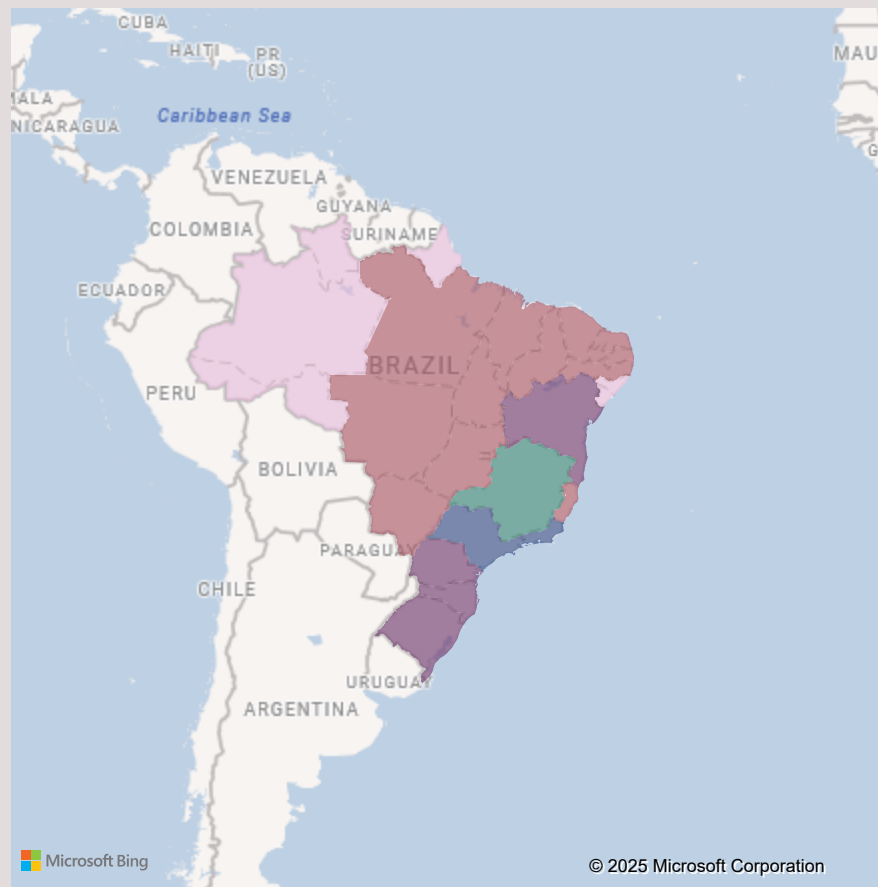 CUBA
HAITI
PR
(US)
MAU
Caribbean Sea
NICARAGUA
VENEZUELA
GUYANA
COLOMBIA
SURINAME
ECUADOR
BRAZIL
PERU
BOLIVIA
PARAGUAY
CHILE
URUGUAY
ARGENTINA
Microsoft Bing
© 2025 Microsoft Corporation